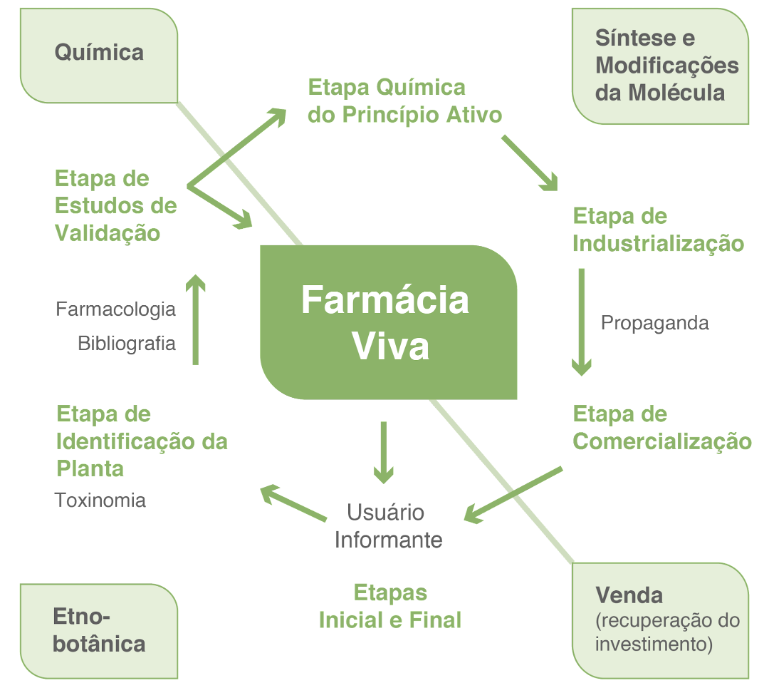 Química
Síntese e
Modificações
da Molécula
Etapa Química
do Princípio Ativo
Etapa de
Estudos de
Validação
Etapa de
Industrialização
Farmácia
Viva
Farmacologia
Bibliografia
Propaganda
Etapa de
Identificação da
Planta
Toxinomia
Etapa de
Comercialização
Usuário
Informante
Etapas
Inicial e Final
Etno-
botânica
Venda
(recuperação do
investimento)